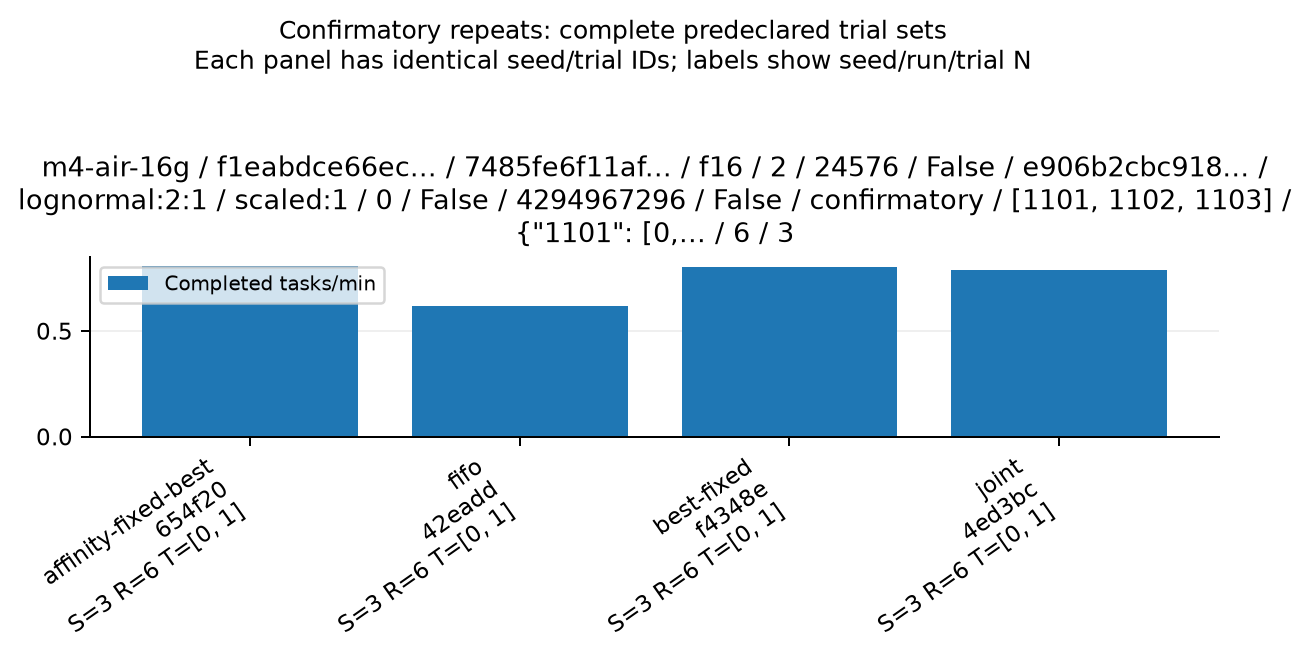 Confirmatory repeats: complete predeclared trial sets
Each panel has identical seed/trial IDs; labels show seed/run/trial N
m4-air-16g / f1eabdce66ec... / 7485fe6f11af... / f16 / 2 / 24576 / False / e906b2cbc918... /
lognormal:2:1 / scaled:1 / 0 / False / 4294967296 / False / confirmatory / [1101, 1102, 1103] /
{"1101": [0,... / 6 / 3
Completed tasks/min
0.5
0.0
affinity-fixed-best
654f20
S=3 R=6 T=[0, 1]
fifo
42eadd
S=3 R=6 T=[0, 1]
best-fixed
f4348e
S=3 R=6 T=[0, 1]
joint
4ed3bc
S=3 R=6 T=[0, 1]